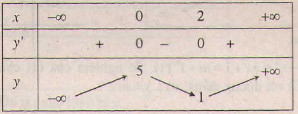 x −∞ 0 2 +∞
y' + 0 − 0 +
y −∞ 5 1 +∞